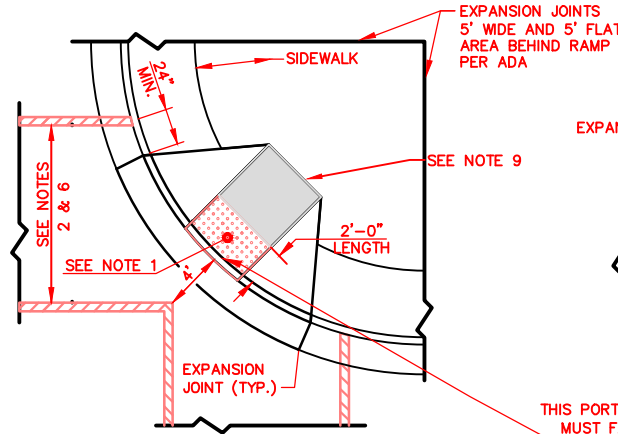 EXPANSION JOINTS
5' WIDE AND 5' FLAT
AREA BEHIND RAMP
PER ADA
SIDEWALK
24"
MIN.
EXPAN
SEE NOTE 9
SEE NOTES
2 & 6
2'-0"
LENGTH
SEE NOTE 1
4'
EXPANSION
JOINT (TYP.)
THIS PORT
MUST F